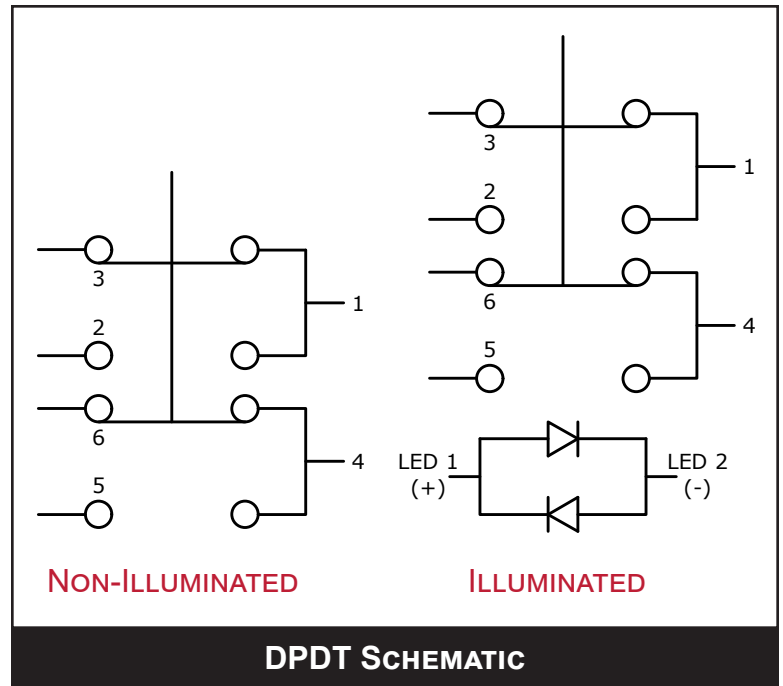 3
2
6
5
1
4
NON-ILLUMINATED
3
2
6
5
1
4
LED 1
(+)
LED 2
(-)
ILLUMINATED
DPDT SCHEMATIC